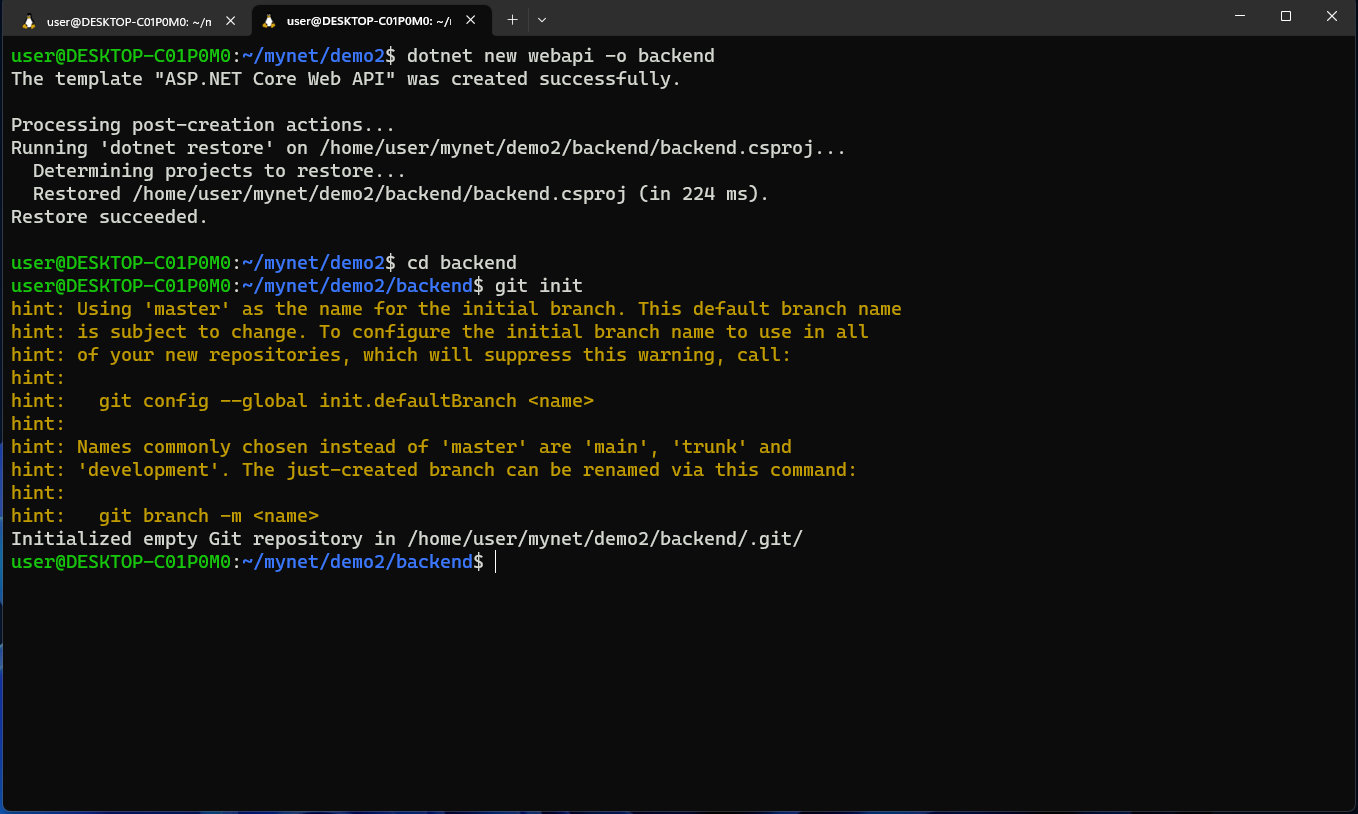 user@DESKTOP-C01P0M0: ~/n
user@DESKTOP-C01P0M0: ~/
user@DESKTOP-C01P0M0:~/mynet/demo2$ dotnet new webapi -o backend
The template "ASP.NET Core Web API" was created successfully.
Processing post-creation actions...
Running 'dotnet restore' on /home/user/mynet/demo2/backend/backend.csproj...
  Determining projects to restore...
  Restored /home/user/mynet/demo2/backend/backend.csproj (in 224 ms).
Restore succeeded.
user@DESKTOP-C01P0M0:~/mynet/demo2$ cd backend
user@DESKTOP-C01P0M0:~/mynet/demo2/backend$ git init
hint: Using 'master' as the name for the initial branch. This default branch name
hint: is subject to change. To configure the initial branch name to use in all
hint: of your new repositories, which will suppress this warning, call:
hint:
hint:   git config --global init.defaultBranch <name>
hint:
hint: Names commonly chosen instead of 'master' are 'main', 'trunk' and
hint: 'development'. The just-created branch can be renamed via this command:
hint:
hint:   git branch -m <name>
Initialized empty Git repository in /home/user/mynet/demo2/backend/.git/
user@DESKTOP-C01P0M0:~/mynet/demo2/backend$